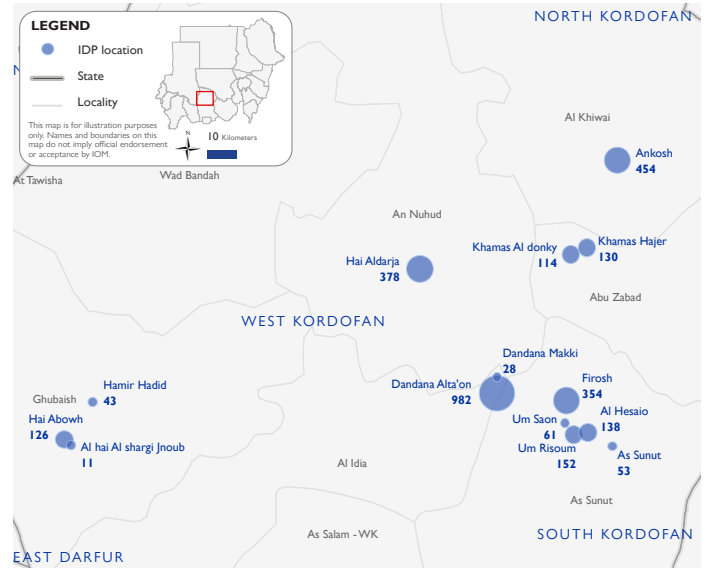 NORTH KORDOFAN
LEGEND
IDP location
State
Locality
This map is for illustration purposes
only. Names and boundaries on this
map do not imply official endorsement
or acceptance by IOM.
N
10 Kilometers
N
At Tawisha
Wad Bandah
Al Khiwai
Ankosh
454
An Nuhud
Khamas Al donky
114
Khamas Hajer
130
Hai Aldarja
378
Abu Zabad
WEST KORDOFAN
Dandana Makki
28
Dandana Alta'on
982
Firosh
354
Hamir Hadid
43
Ghubaish
Hai Abowh
126
Al hai Al shargi Jnoub
11
Um Saon
61
Al Hesaio
138
Um Risoum
152
As Sunut
53
Al Idia
As Sunut
As Salam - WK
SOUTH KORDOFAN
EAST DARFUR